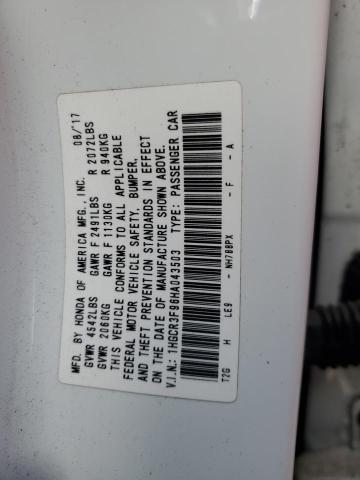 MFD. BY HONDA OF AMERICA MFG., INC. 08/17
GVWR 4542LBS GAWR F 2491LBS R 2072LBS
GVWR 2060KG GAWR F 1130KG R 940KG
THIS VEHICLE CONFORMS TO ALL APPLICABLE
FEDERAL MOTOR VEHICLE SAFETY, BUMPER,
AND THEFT PREVENTION STANDARDS IN EFFECT
ON THE DATE OF MANUFACTURE SHOWN ABOVE.
V.I.N.: 1HGCR3F98HA043503 TYPE: PASSENGER CAR
T2G H LE9 - NH788PX - F - A